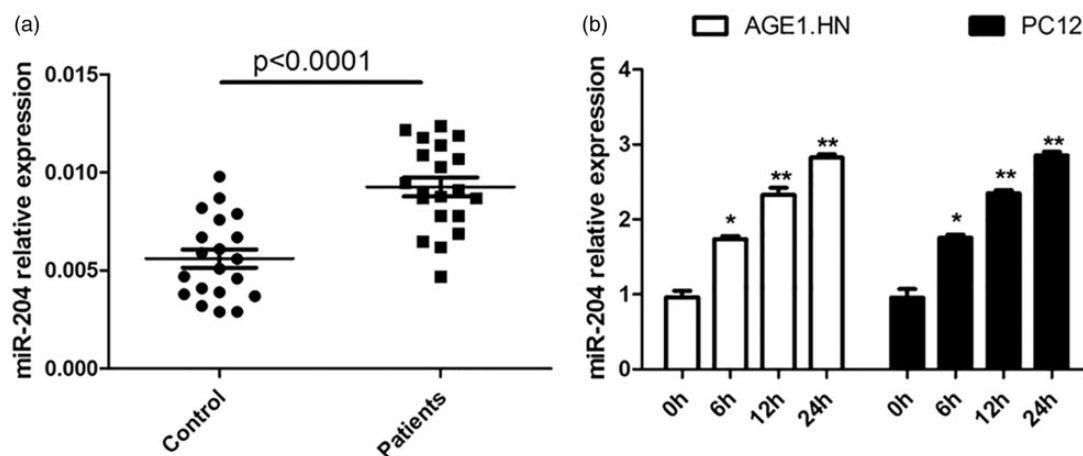 (a)
p<0.0001
miR-204 relative expression
0.015
0.010
0.005
0.000
Control
Patients
(b)
AGE1.HN
PC12
miR-204 relative expression
4
3
2
1
0
*
**
**
*
**
**
0h
6h
12h
24h
0h
6h
12h
24h